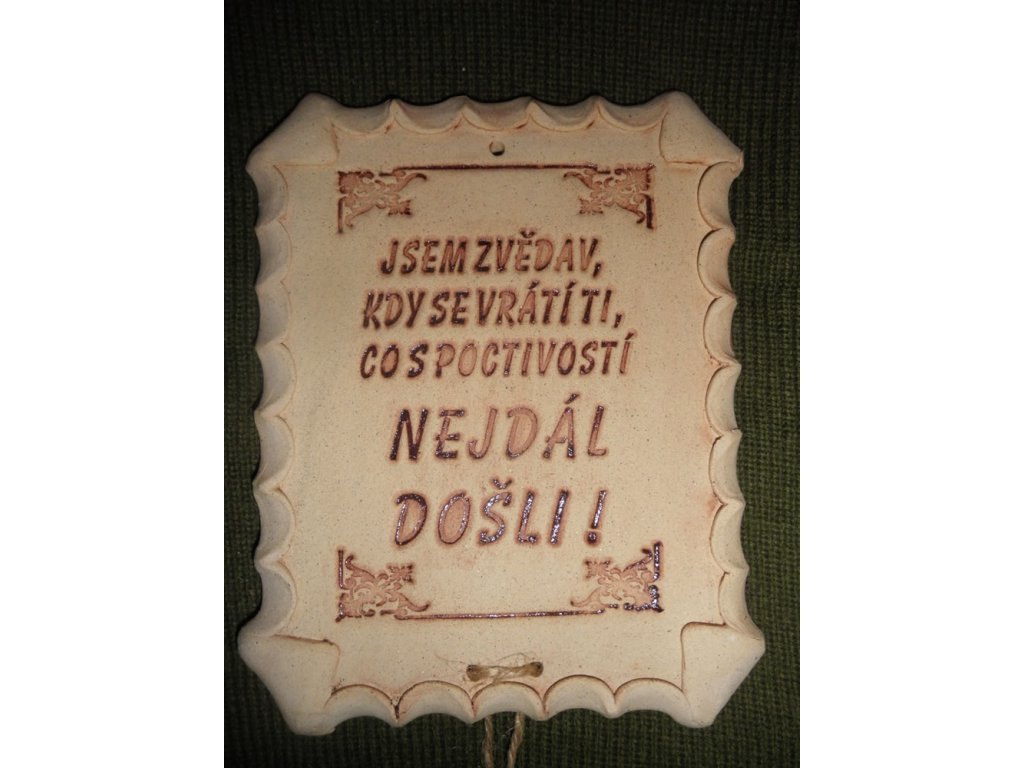 JSEM ZVĚDAV,
KDY SE VRÁTÍ TI,
CO S POCTIVOSTÍ
NEJDÁL
DOŠLI!